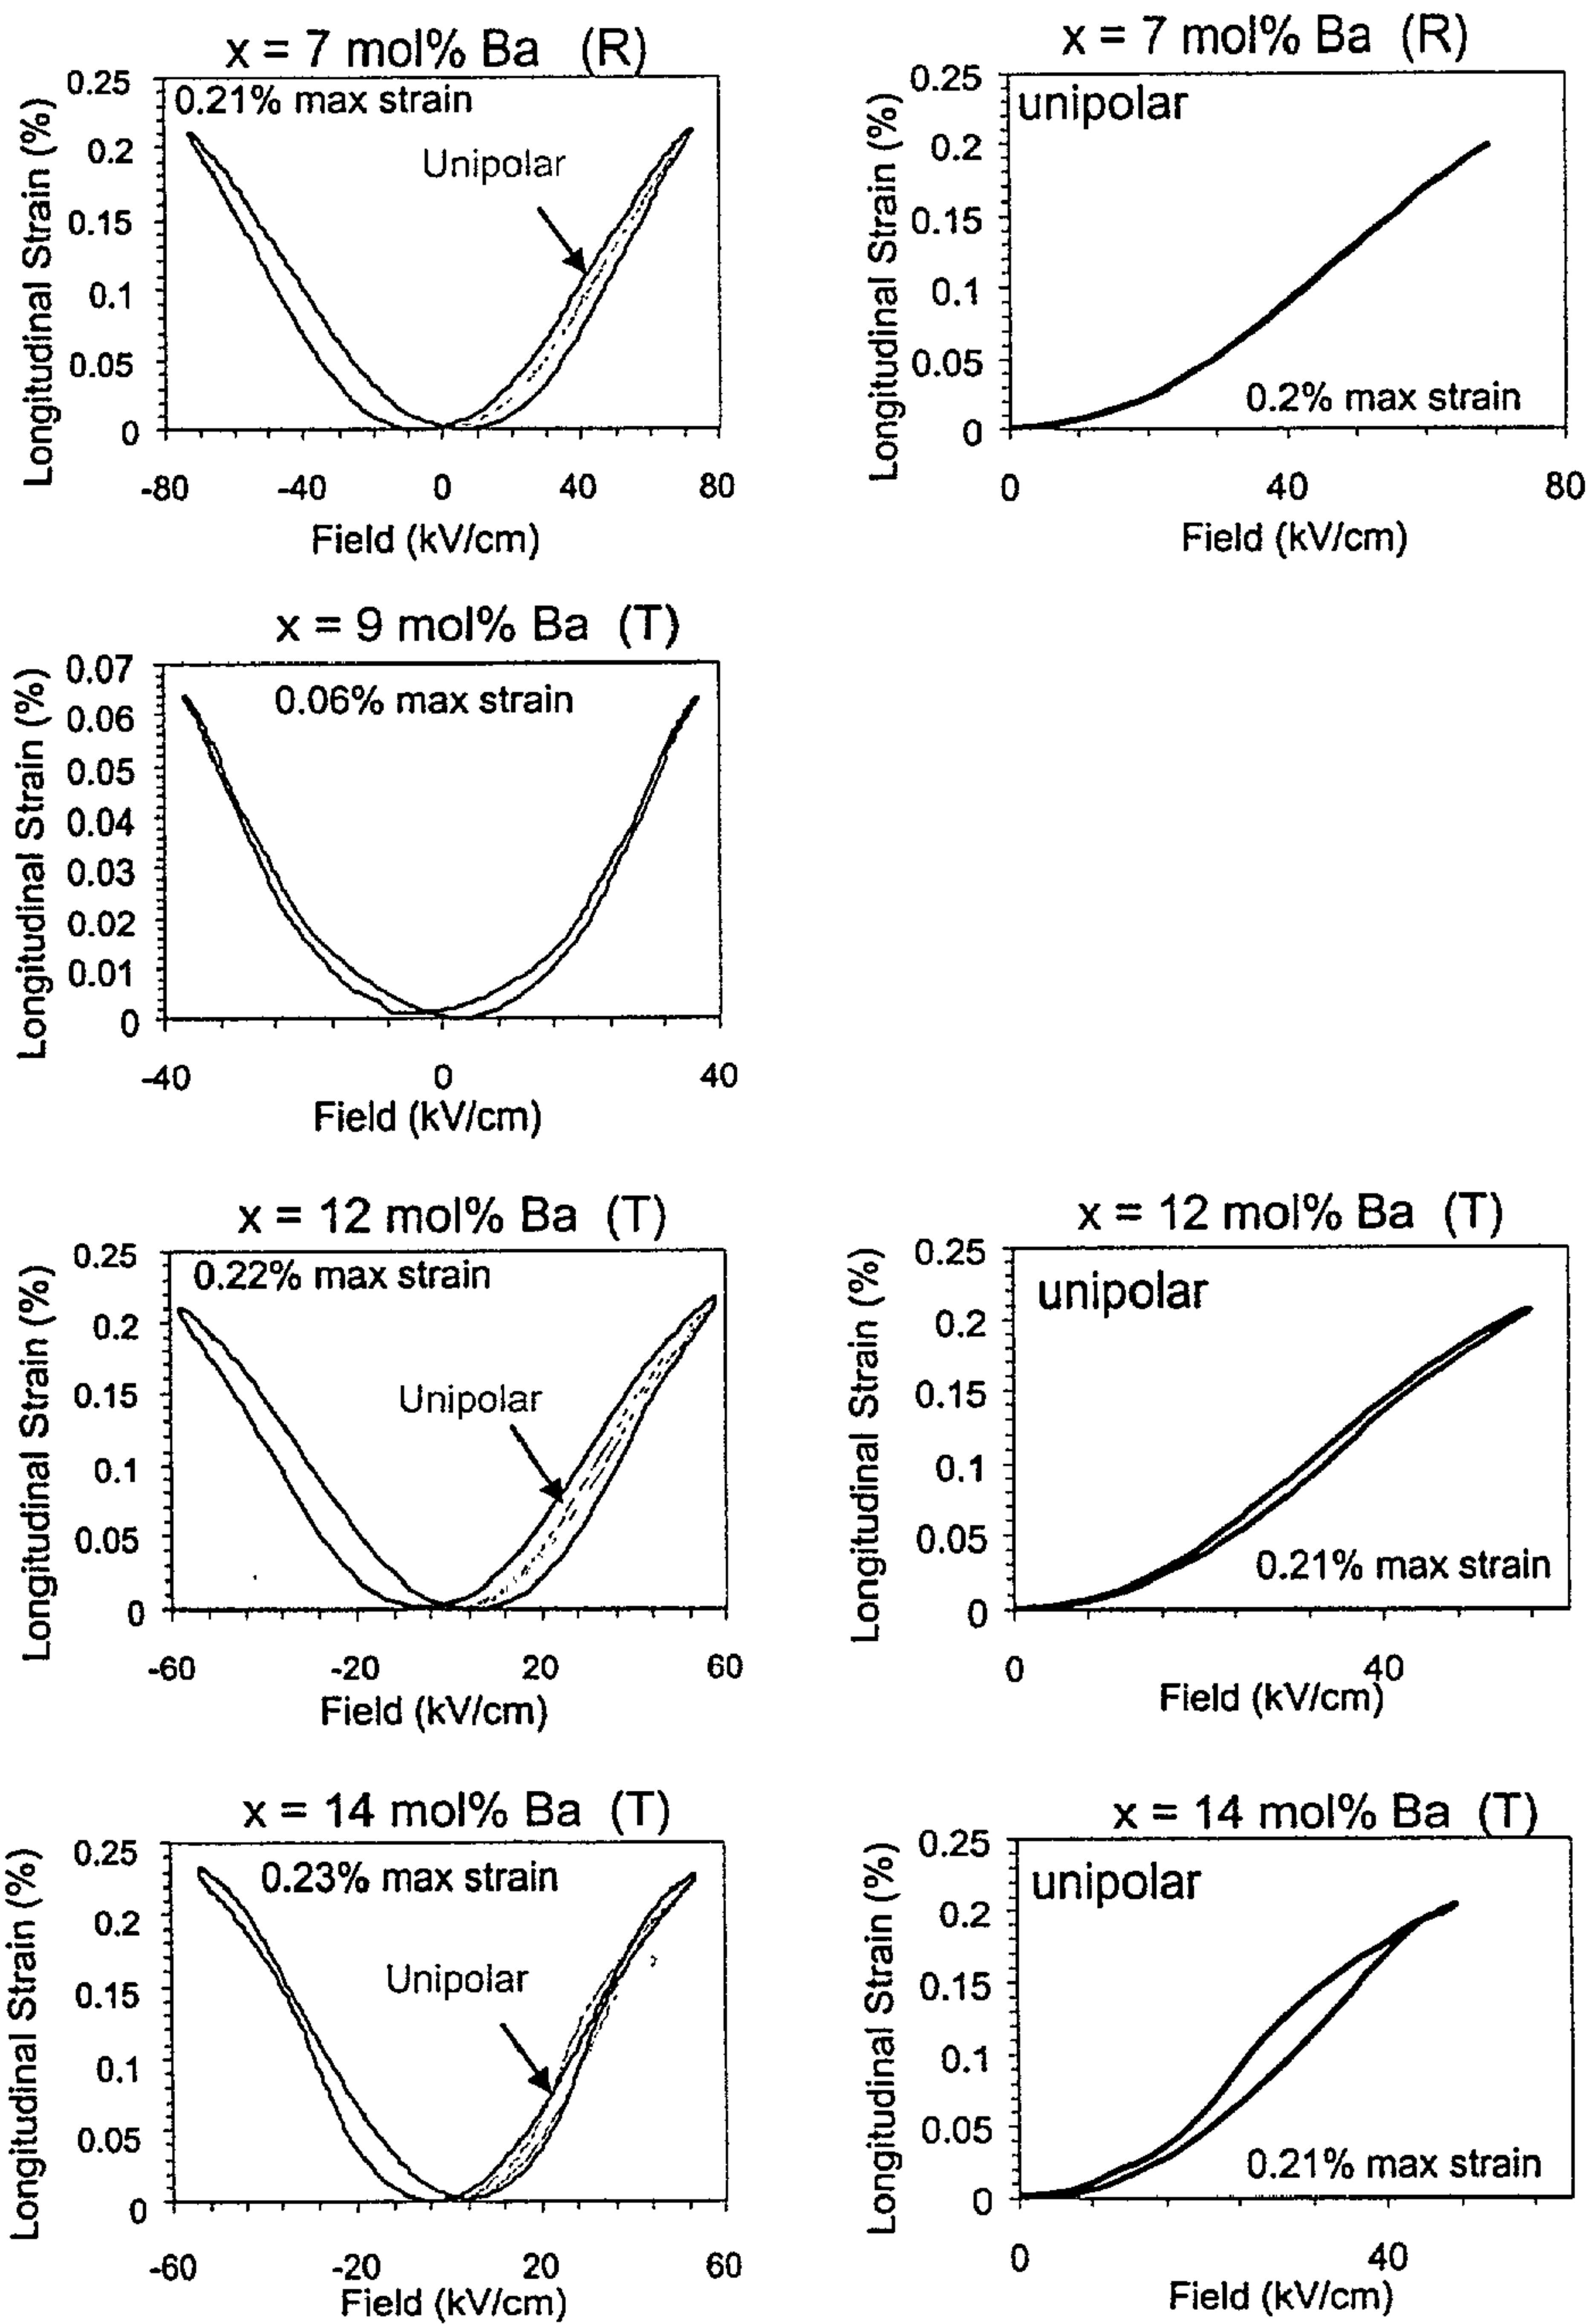 x = 7 mol% Ba (R)
0.21% max strain
Unipolar
Longitudinal Strain (%)
0.25
0.2
0.15
0.1
0.05
0
-80 -40 0 40 80
Field (kV/cm)
x = 7 mol% Ba (R)
unipolar
0.2% max strain
Longitudinal Strain (%)
0.25
0.2
0.15
0.1
0.05
0
0 40 80
Field (kV/cm)
x = 9 mol% Ba (T)
0.06% max strain
Longitudinal Strain (%)
0.07
0.06
0.05
0.04
0.03
0.02
0.01
0
-40 0 40
Field (kV/cm)
x = 12 mol% Ba (T)
0.22% max strain
Unipolar
Longitudinal Strain (%)
0.25
0.2
0.15
0.1
0.05
0
-60 -20 20 60
Field (kV/cm)
x = 12 mol% Ba (T)
unipolar
0.21% max strain
Longitudinal Strain (%)
0.25
0.2
0.15
0.1
0.05
0
0 40
Field (kV/cm)
x = 14 mol% Ba (T)
0.23% max strain
Unipolar
Longitudinal Strain (%)
0.25
0.2
0.15
0.1
0.05
0
-60 -20 20 60
Field (kV/cm)
x = 14 mol% Ba (T)
unipolar
0.21% max strain
Longitudinal Strain (%)
0.25
0.2
0.15
0.1
0.05
0
0 40
Field (kV/cm)